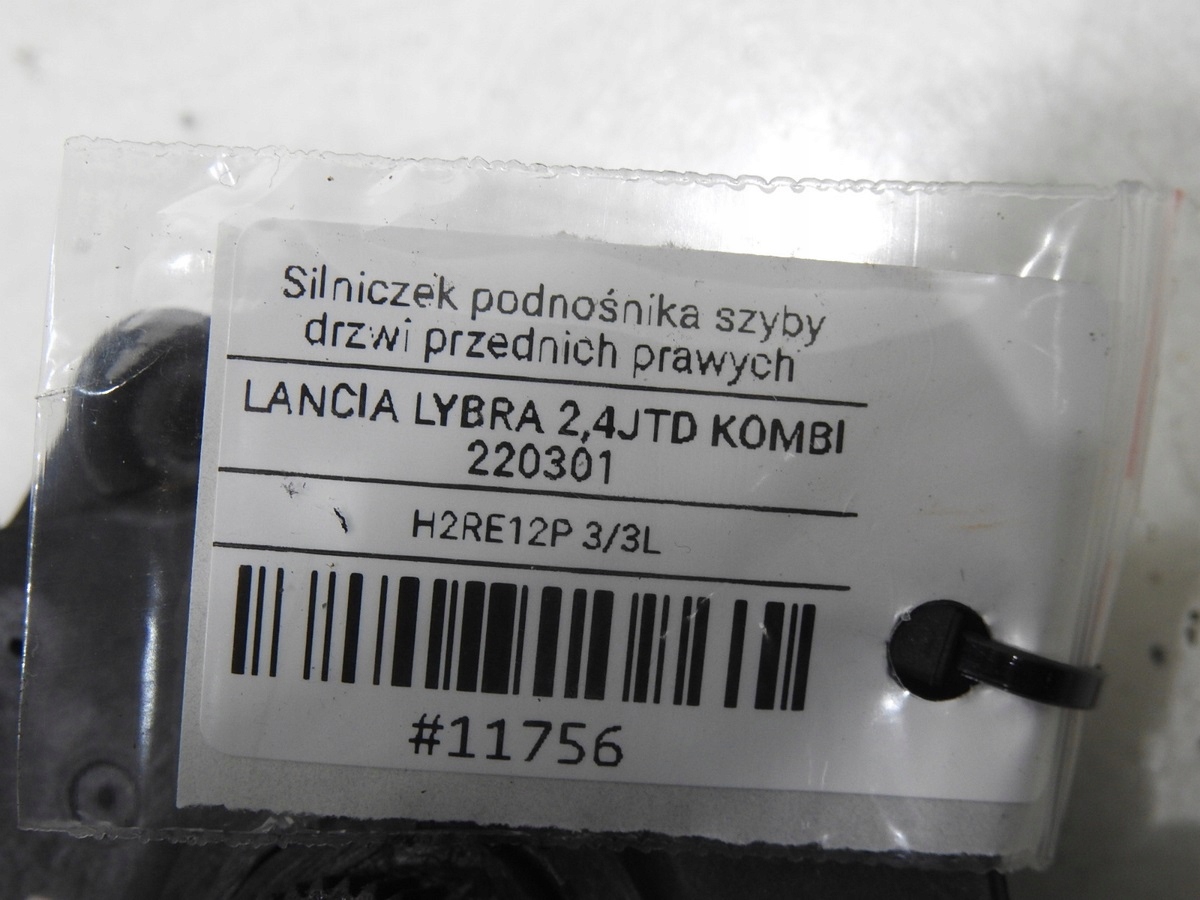 Silniczek podnośnika szyby
drzwi przednich prawych
LANCIA LYBRA 2,4JTD KOMBI
220301
H2RE12P 3/3L
#11756